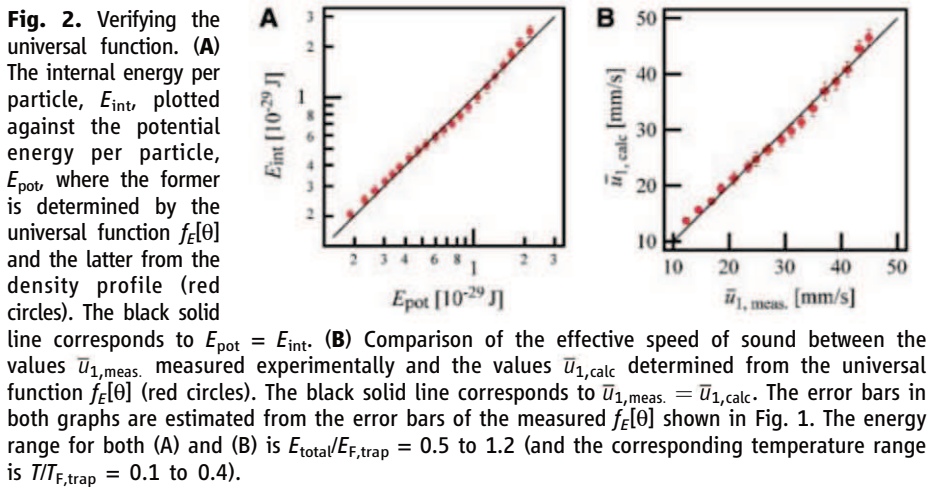 Fig. 2. Verifying the
universal function. (A)
The internal energy per
particle, E_int, plotted
against the potential
energy per particle,
E_pot, where the former
is determined by the
universal function f_E[θ]
and the latter from the
density profile (red
circles). The black solid
line corresponds to E_pot = E_int. (B) Comparison of the effective speed of sound between the
values ū_1,meas. measured experimentally and the values ū_1,calc determined from the universal
function f_E[θ] (red circles). The black solid line corresponds to ū_1,meas. = ū_1,calc. The error bars in
both graphs are estimated from the error bars of the measured f_E[θ] shown in Fig. 1. The energy
range for both (A) and (B) is E_total/E_F,trap = 0.5 to 1.2 (and the corresponding temperature range
is T/T_F,trap = 0.1 to 0.4).
A
E_int [10^-29 J]
3
2
1
8
6
4
3
2
2 3 4 6 8 1 2 3
E_pot [10^-29 J]
B
ū_1, calc [mm/s]
50
40
30
20
10
10 20 30 40 50
ū_1, meas. [mm/s]